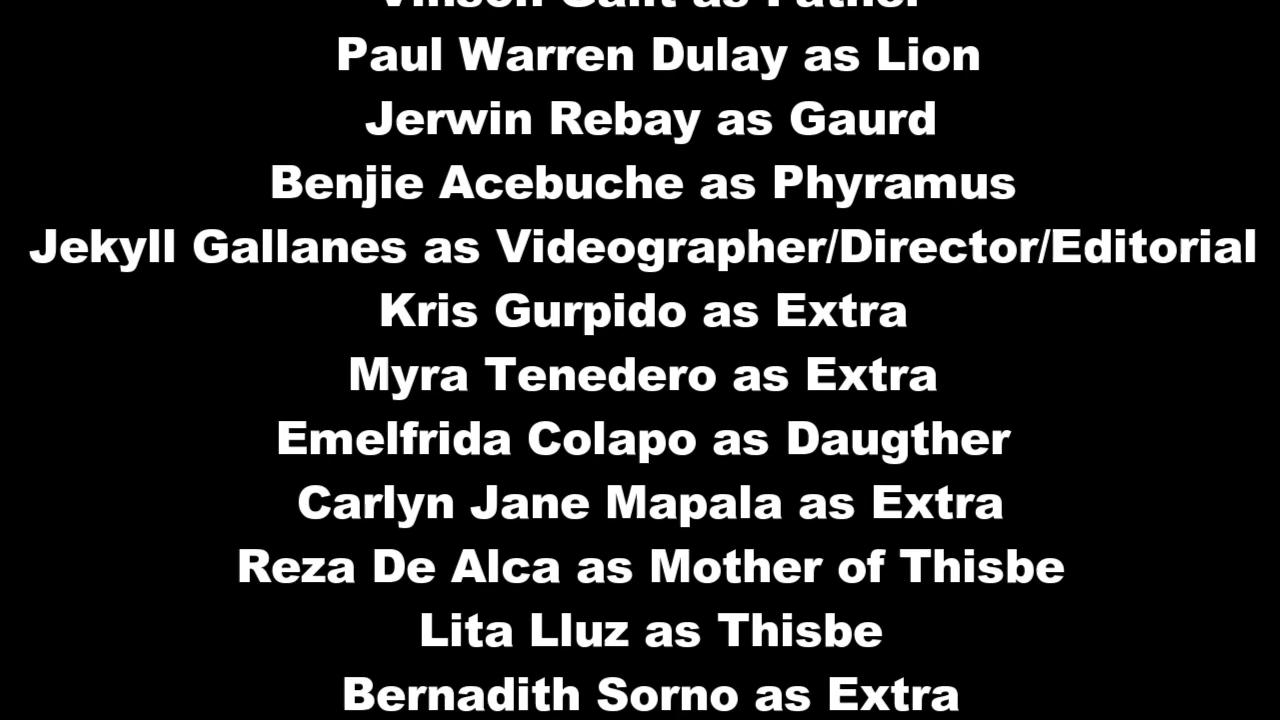 as Father
Paul Warren Dulay as Lion
Jerwin Rebay as Gaurd
Benjie Acebuche as Phyramus
Jekyll Gallanes as Videographer/Director/Editorial
Kris Gurpido as Extra
Myra Tenedero as Extra
Emelfrida Colapo as Daugther
Carlyn Jane Mapala as Extra
Reza De Alca as Mother of Thisbe
Lita Lluz as Thisbe
Bernadith Sorno as Extra